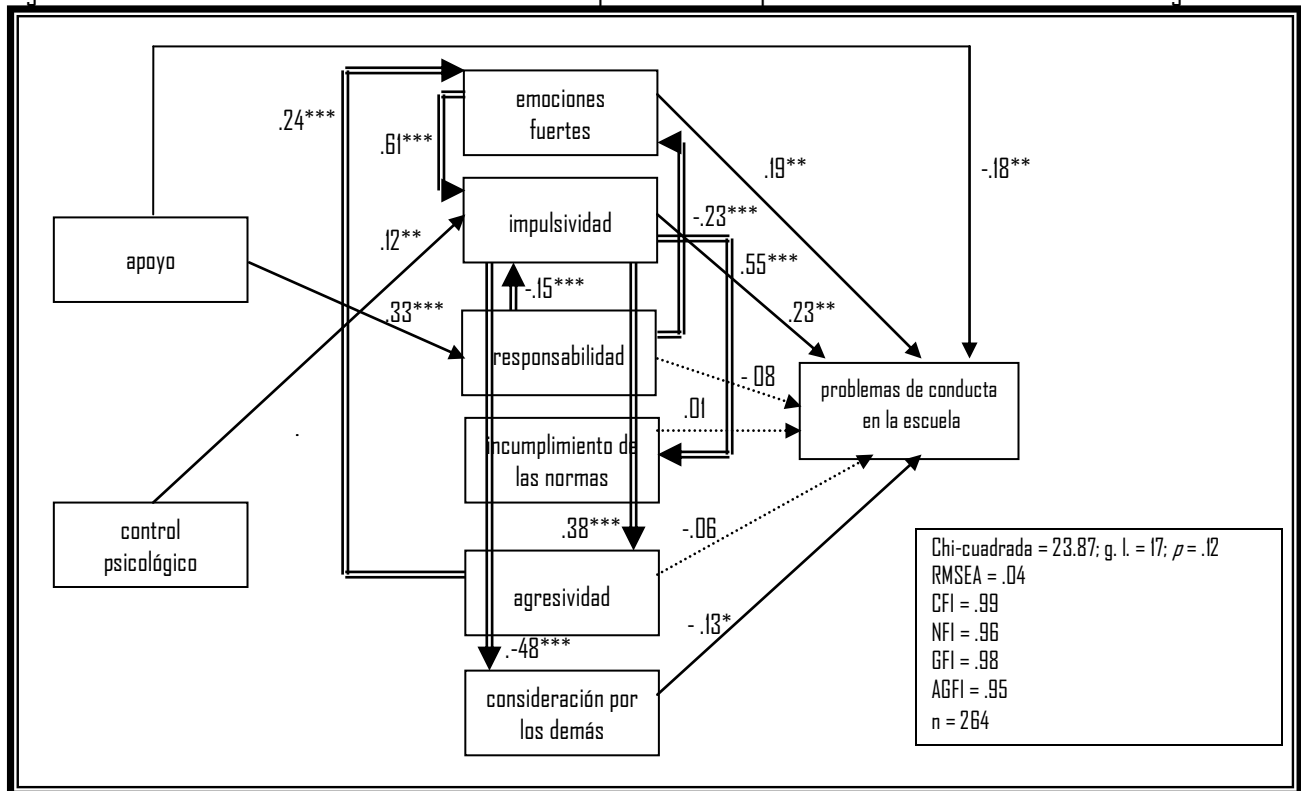 emociones
fuertes
.24***
.61***
.19**
-.18**
impulsividad
-.23***
apoyo
.12**
.55***
-.15***
.33***
.23**
responsabilidad
- 08
problemas de conducta
en la escuela
.01
incumplimiento de
las normas
control
psicológico
.38***
-.06
agresividad
- .13*
.-48***
consideración por
los demás
Chi-cuadrada = 23.87; g. l. = 17; p = .12
RMSEA = .04
CFI = .99
NFI = .96
GFI = .98
AGFI = .95
n = 264